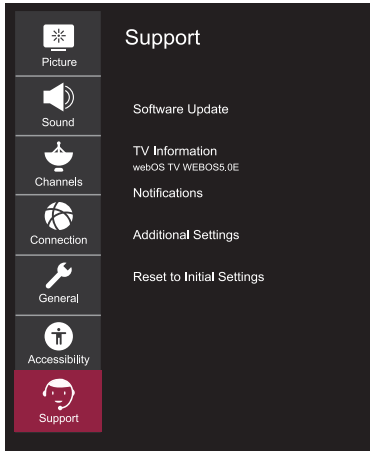 Picture
Sound
Channels
Connection
General
Accessibility
Support
Support
Software Update
TV Information
webOS TV WEBOS5.0E
Notifications
Additional Settings
Reset to Initial Settings